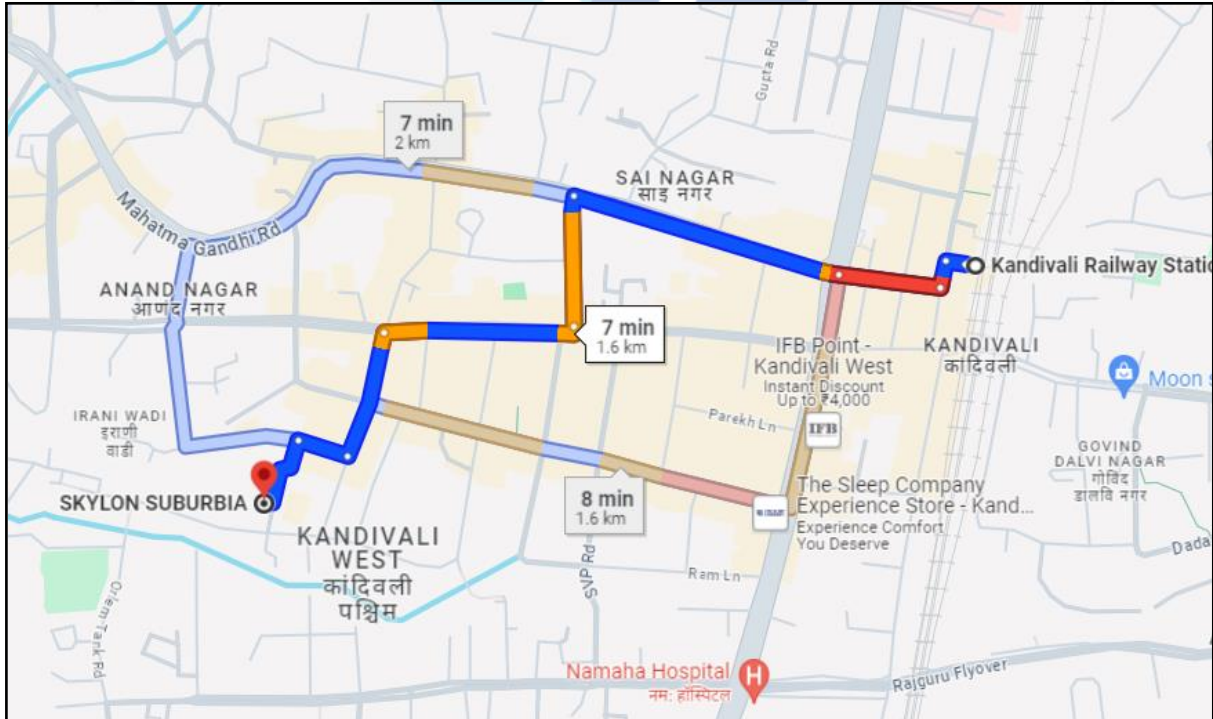 Gupta Rd
7 min
2 km
SAI NAGAR
साइ नगर
Mahatma Gandhi Rd
Kandivali Railway Statio
ANAND NAGAR
आणंद नगर
7 min
1.6 km
IFB Point -
Kandivali West
Instant Discount
Up to ₹4,000
IFB
KANDIVALI
कांदिवली
Moon s
Parekh Ln
IRANI WADI
इराणी
वाडी
GOVIND
DALVI NAGAR
गोविंद
डालवि नगर
SKYLON SUBURBIA
8 min
1.6 km
The Sleep Company
Experience Store - Kand...
Experience Comfort
You Deserve
KANDIVALI
WEST
कांदिवली
पश्चिम
SVP Rd
Ram Ln
Dada
Orlem Tank Rd
Namaha Hospital
नमः हॉस्पिटल
H
Rajguru Flyover